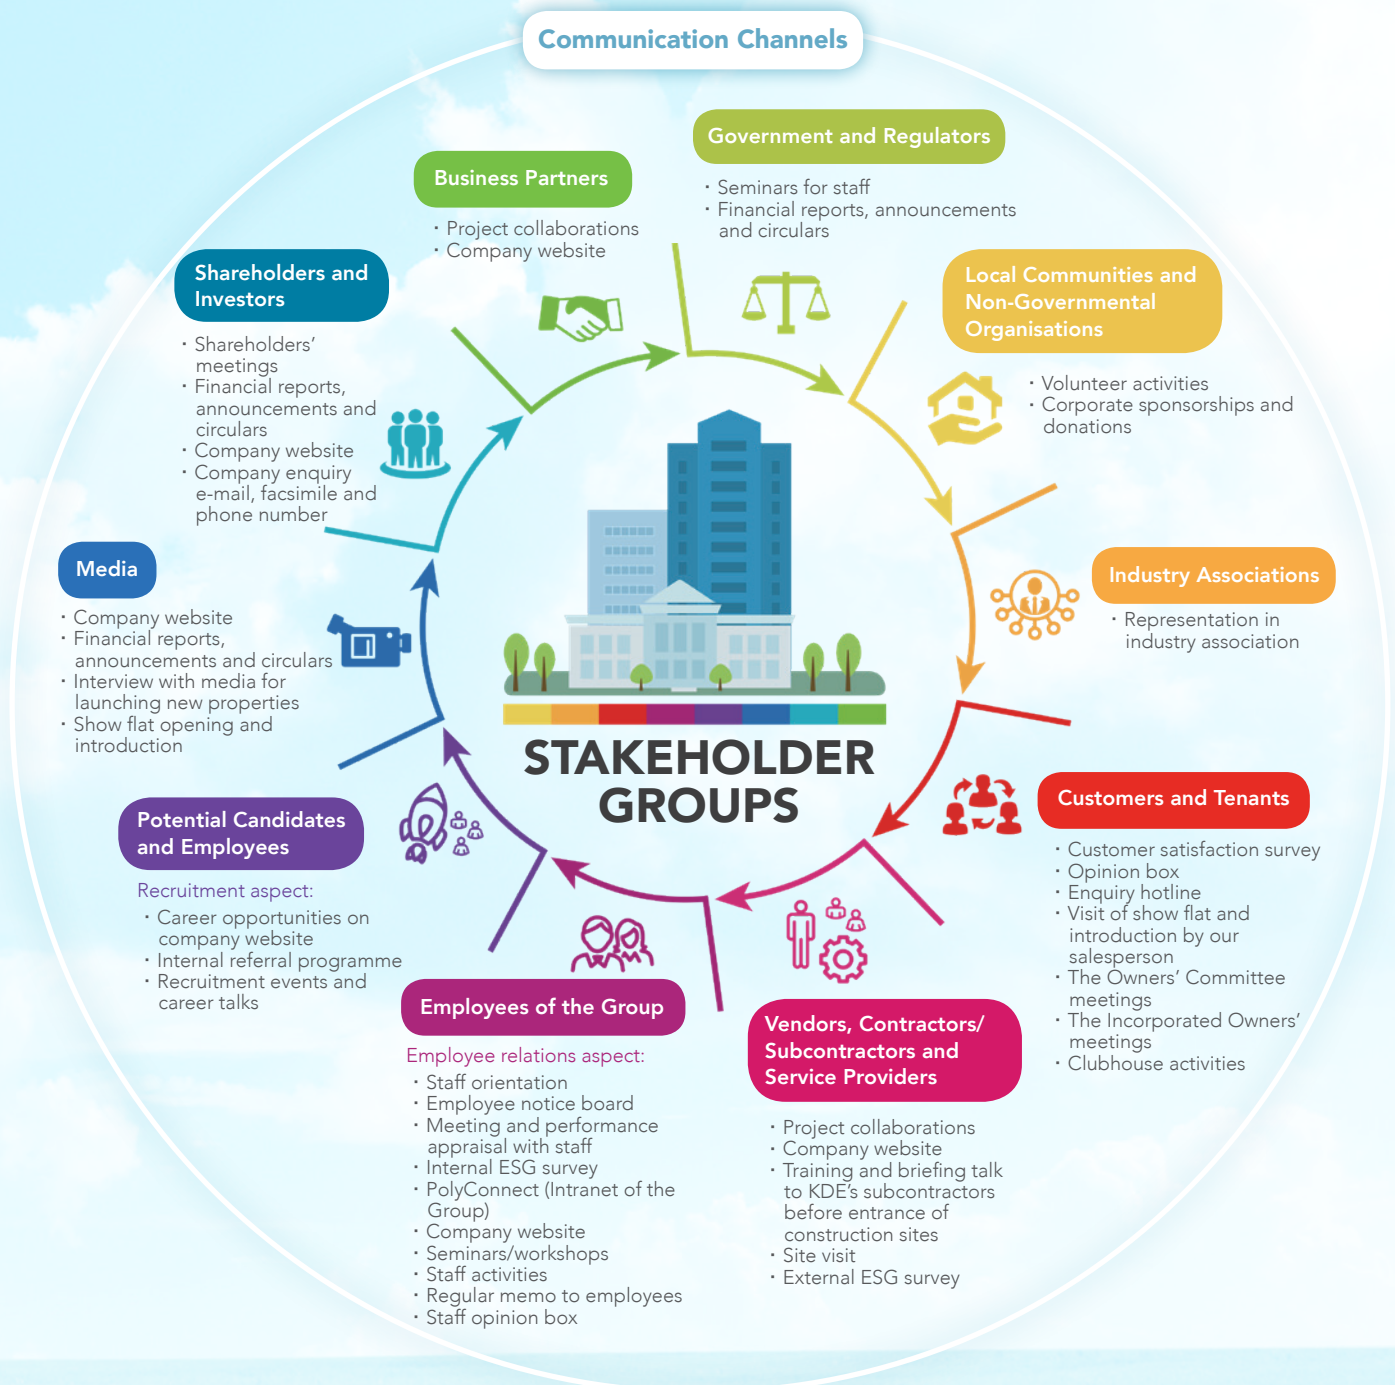 Communication Channels
Government and Regulators
· Seminars for staff
· Financial reports, announcements
and circulars
Business Partners
· Project collaborations
· Company website
Shareholders and
Investors
· Shareholders’
meetings
· Financial reports,
announcements and
circulars
· Company website
· Company enquiry
e-mail, facsimile and
phone number
Local Communities and
Non-Governmental
Organisations
· Volunteer activities
· Corporate sponsorships and
donations
Industry Associations
· Representation in
industry association
Media
· Company website
· Financial reports,
announcements and circulars
· Interview with media for
launching new properties
· Show flat opening and
introduction
STAKEHOLDER
GROUPS
Customers and Tenants
· Customer satisfaction survey
· Opinion box
· Enquiry hotline
· Visit of show flat and
introduction by our
salesperson
· The Owners’ Committee
meetings
· The Incorporated Owners’
meetings
· Clubhouse activities
Potential Candidates
and Employees
Recruitment aspect:
· Career opportunities on
company website
· Internal referral programme
· Recruitment events and
career talks
Employees of the Group
Employee relations aspect:
· Staff orientation
· Employee notice board
· Meeting and performance
appraisal with staff
· Internal ESG survey
· PolyConnect (Intranet of the
Group)
· Company website
· Seminars/workshops
· Staff activities
· Regular memo to employees
· Staff opinion box
Vendors, Contractors/
Subcontractors and
Service Providers
· Project collaborations
· Company website
· Training and briefing talk
to KDE’s subcontractors
before entrance of
construction sites
· Site visit
· External ESG survey